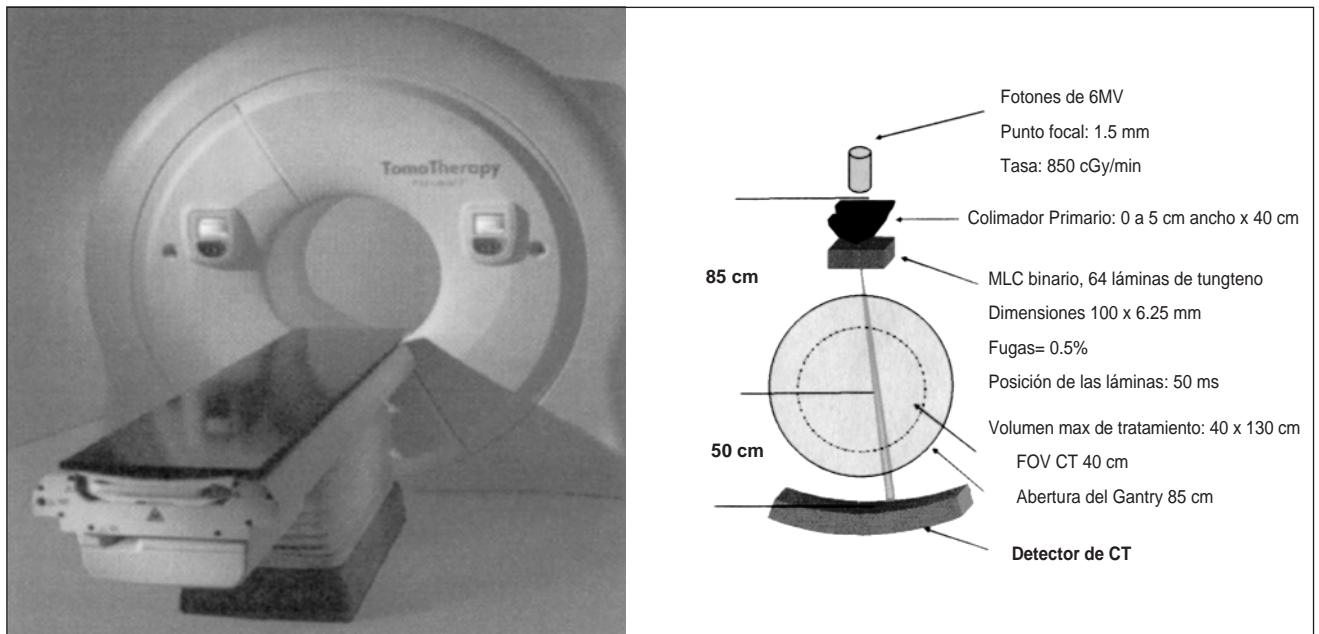 TomoTherapy
Fotones de 6MV
Punto focal: 1.5 mm
Tasa: 850 cGy/min
Colimador Primario: 0 a 5 cm ancho x 40 cm
85 cm
MLC binario, 64 láminas de tungteno
Dimensiones 100 x 6.25 mm
Fugas= 0.5%
Posición de las láminas: 50 ms
Volumen max de tratamiento: 40 x 130 cm
50 cm
FOV CT 40 cm
Abertura del Gantry 85 cm
Detector de CT